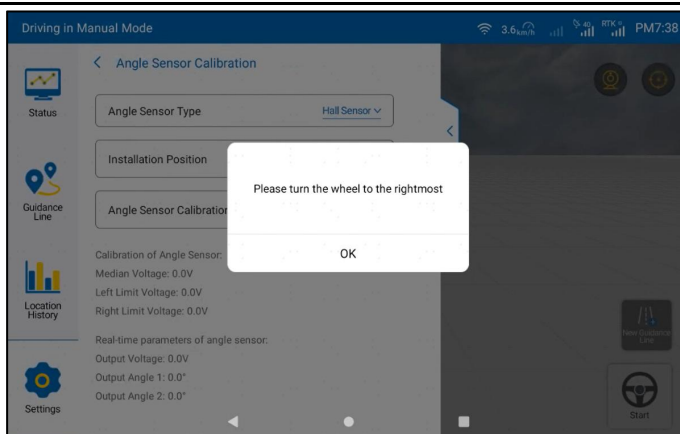 Driving in Manual Mode
3.6km/h
40
RTK
PM7:38
Angle Sensor Calibration
Status
Angle Sensor Type
Hall Sensor
Installation Position
Please turn the wheel to the rightmost
Guidance
Line
Angle Sensor Calibration
OK
Calibration of Angle Sensor:
Median Voltage: 0.0V
Left Limit Voltage: 0.0V
Location
History
Right Limit Voltage: 0.0V
New Guidance
Line
Real-time parameters of angle sensor:
Output Voltage: 0.0V
Output Angle 1: 0.0°
Output Angle 2: 0.0°
Settings
Start